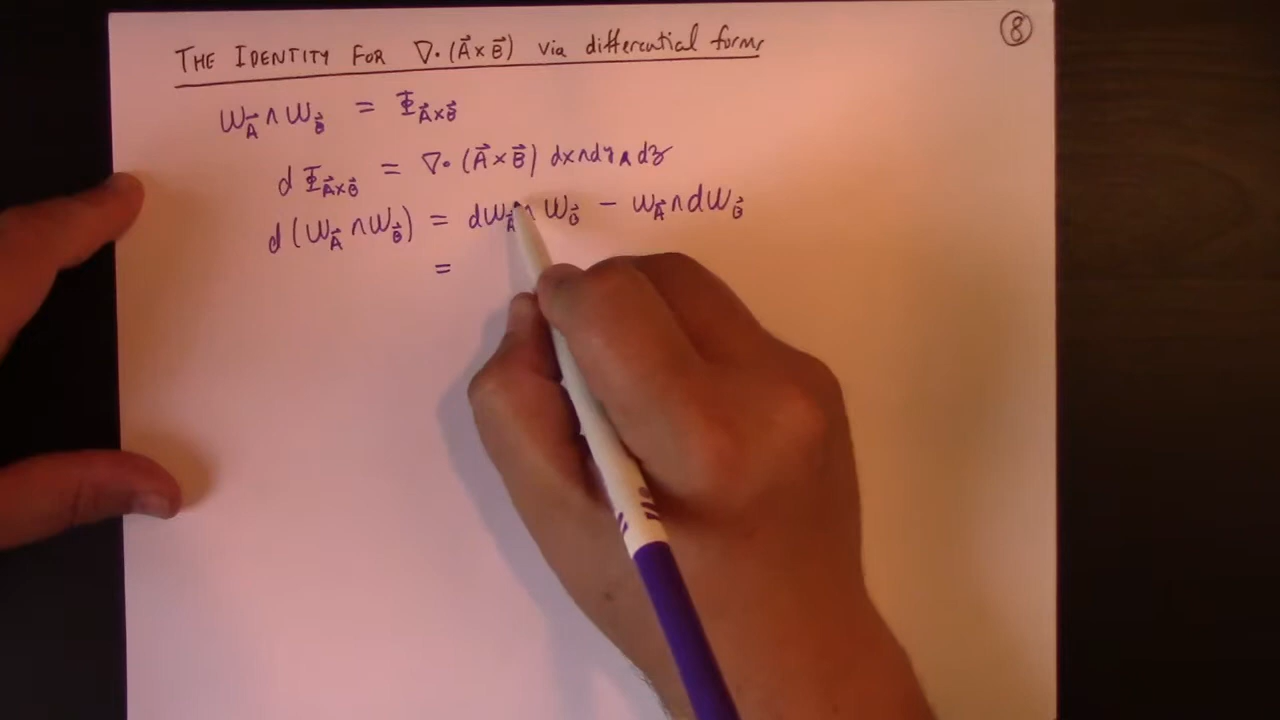 THE IDENTITY FOR ∇·(A⃗×B⃗) via differential forms
⑧
ω_A⃗ ∧ ω_B⃗ = Φ_A⃗×B⃗
dΦ_A⃗×B⃗ = ∇·(A⃗×B⃗) dx∧dy∧dz
d(ω_A⃗ ∧ ω_B⃗) = dω_A⃗ ∧ ω_B⃗ − ω_A⃗ ∧ dω_B⃗
=